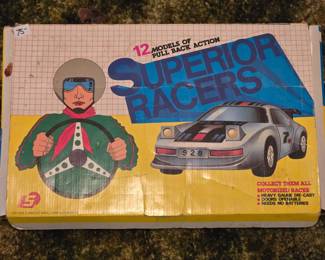 75¢
12 MODELS OF
PULL BACK ACTION
SUPERIOR
RACERS
928
COLLECT THEM ALL
MOTORIZED RACER
HEAVY GAUGE DIE-CAST
DOORS OPENABLE
NEEDS NO BATTERIES